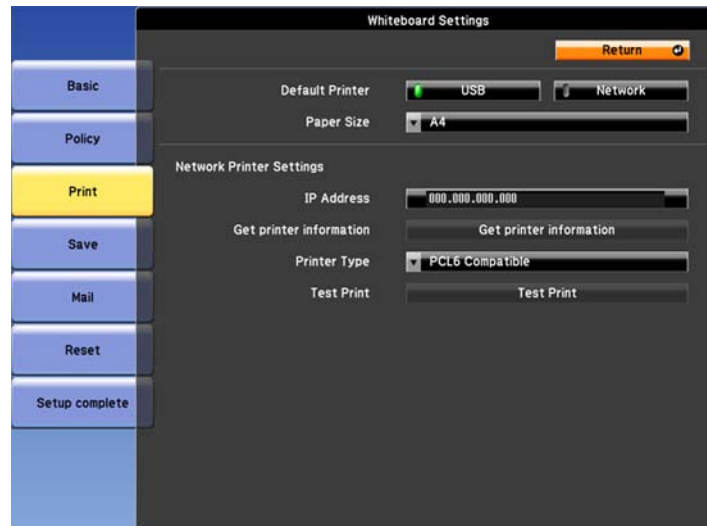 Whiteboard Settings
Return
Basic
Policy
Print
Save
Mail
Reset
Setup complete
Default Printer USB Network
Paper Size A4
Network Printer Settings
IP Address 000.000.000.000
Get printer information Get printer information
Printer Type PCL6 Compatible
Test Print Test Print